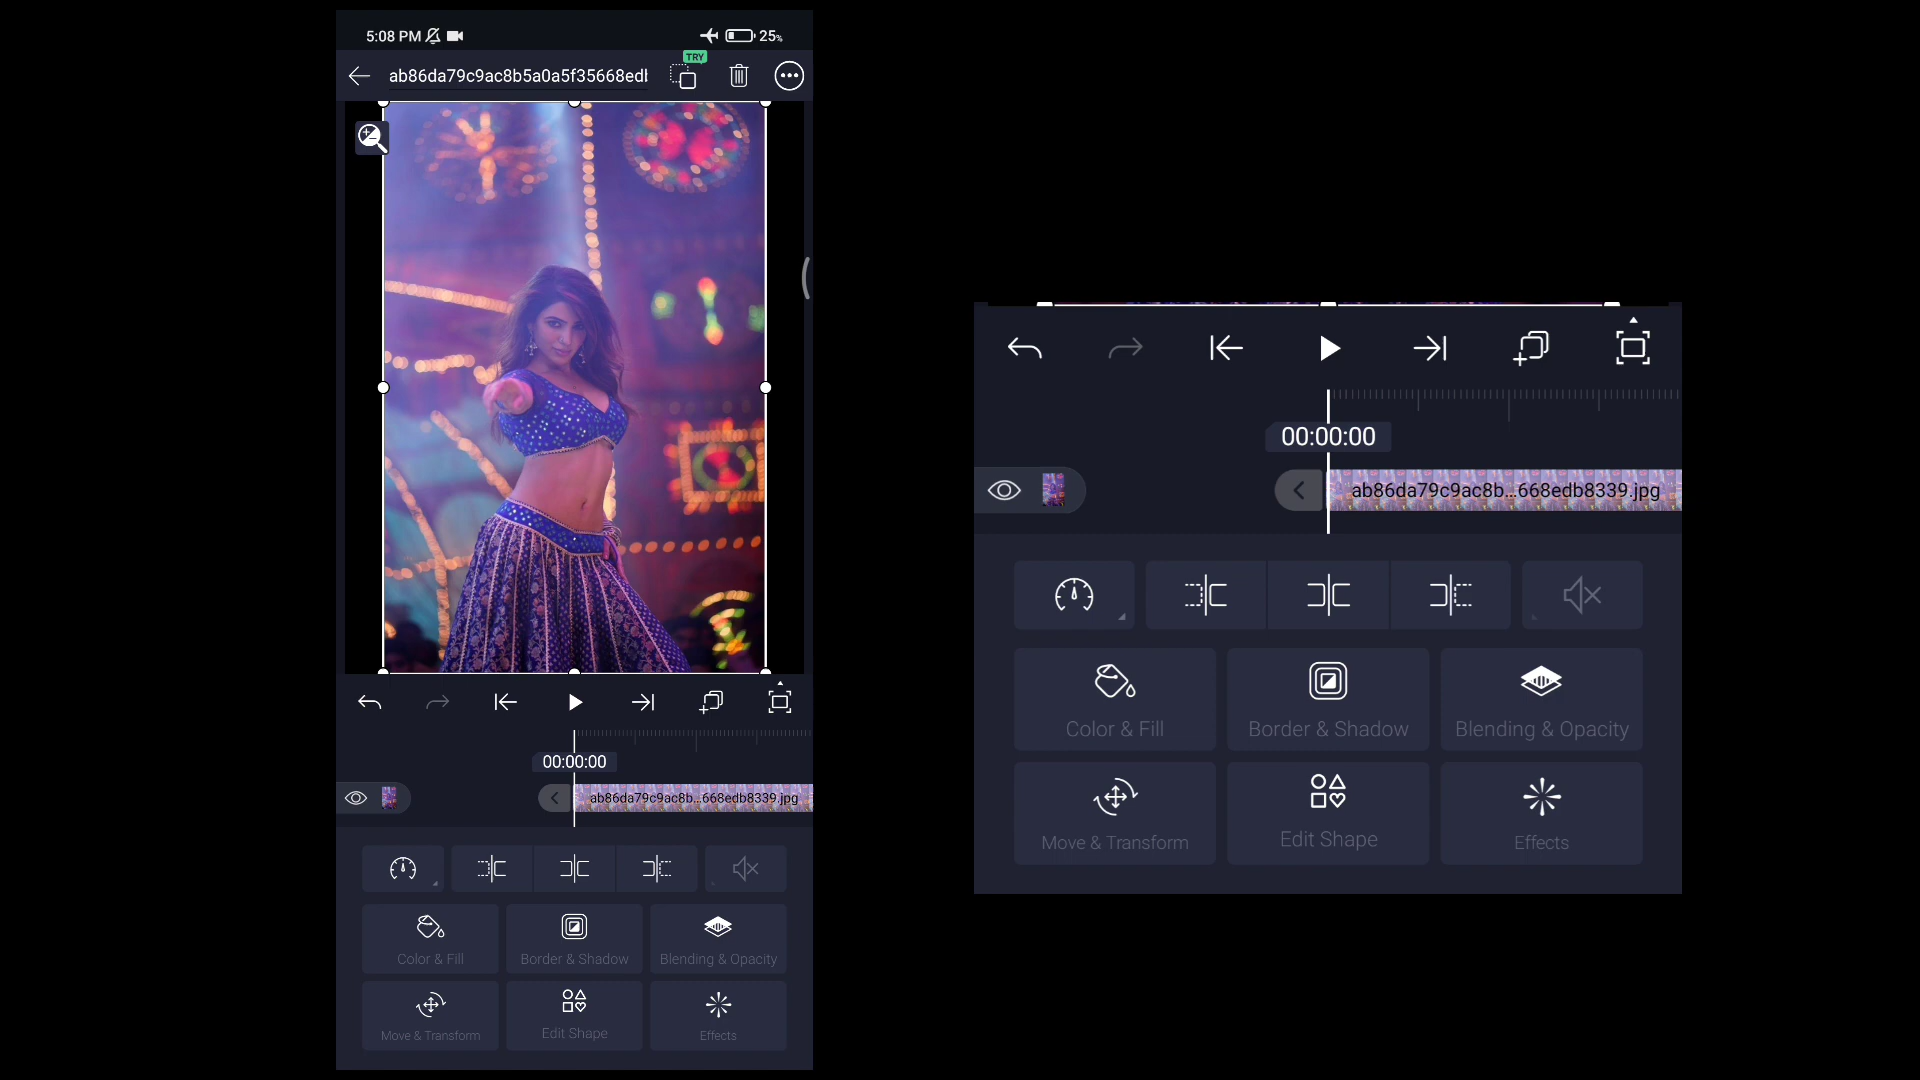 5:08 PM
25%
TRY
ab86da79c9ac8b5a0a5f35668edb
00:00:00
ab86da79c9ac8b...668edb8339.jpg
Color & Fill
Border & Shadow
Blending & Opacity
Move & Transform
Edit Shape
Effects
00:00:00
ab86da79c9ac8b...668edb8339.jpg
Color & Fill
Border & Shadow
Blending & Opacity
Move & Transform
Edit Shape
Effects